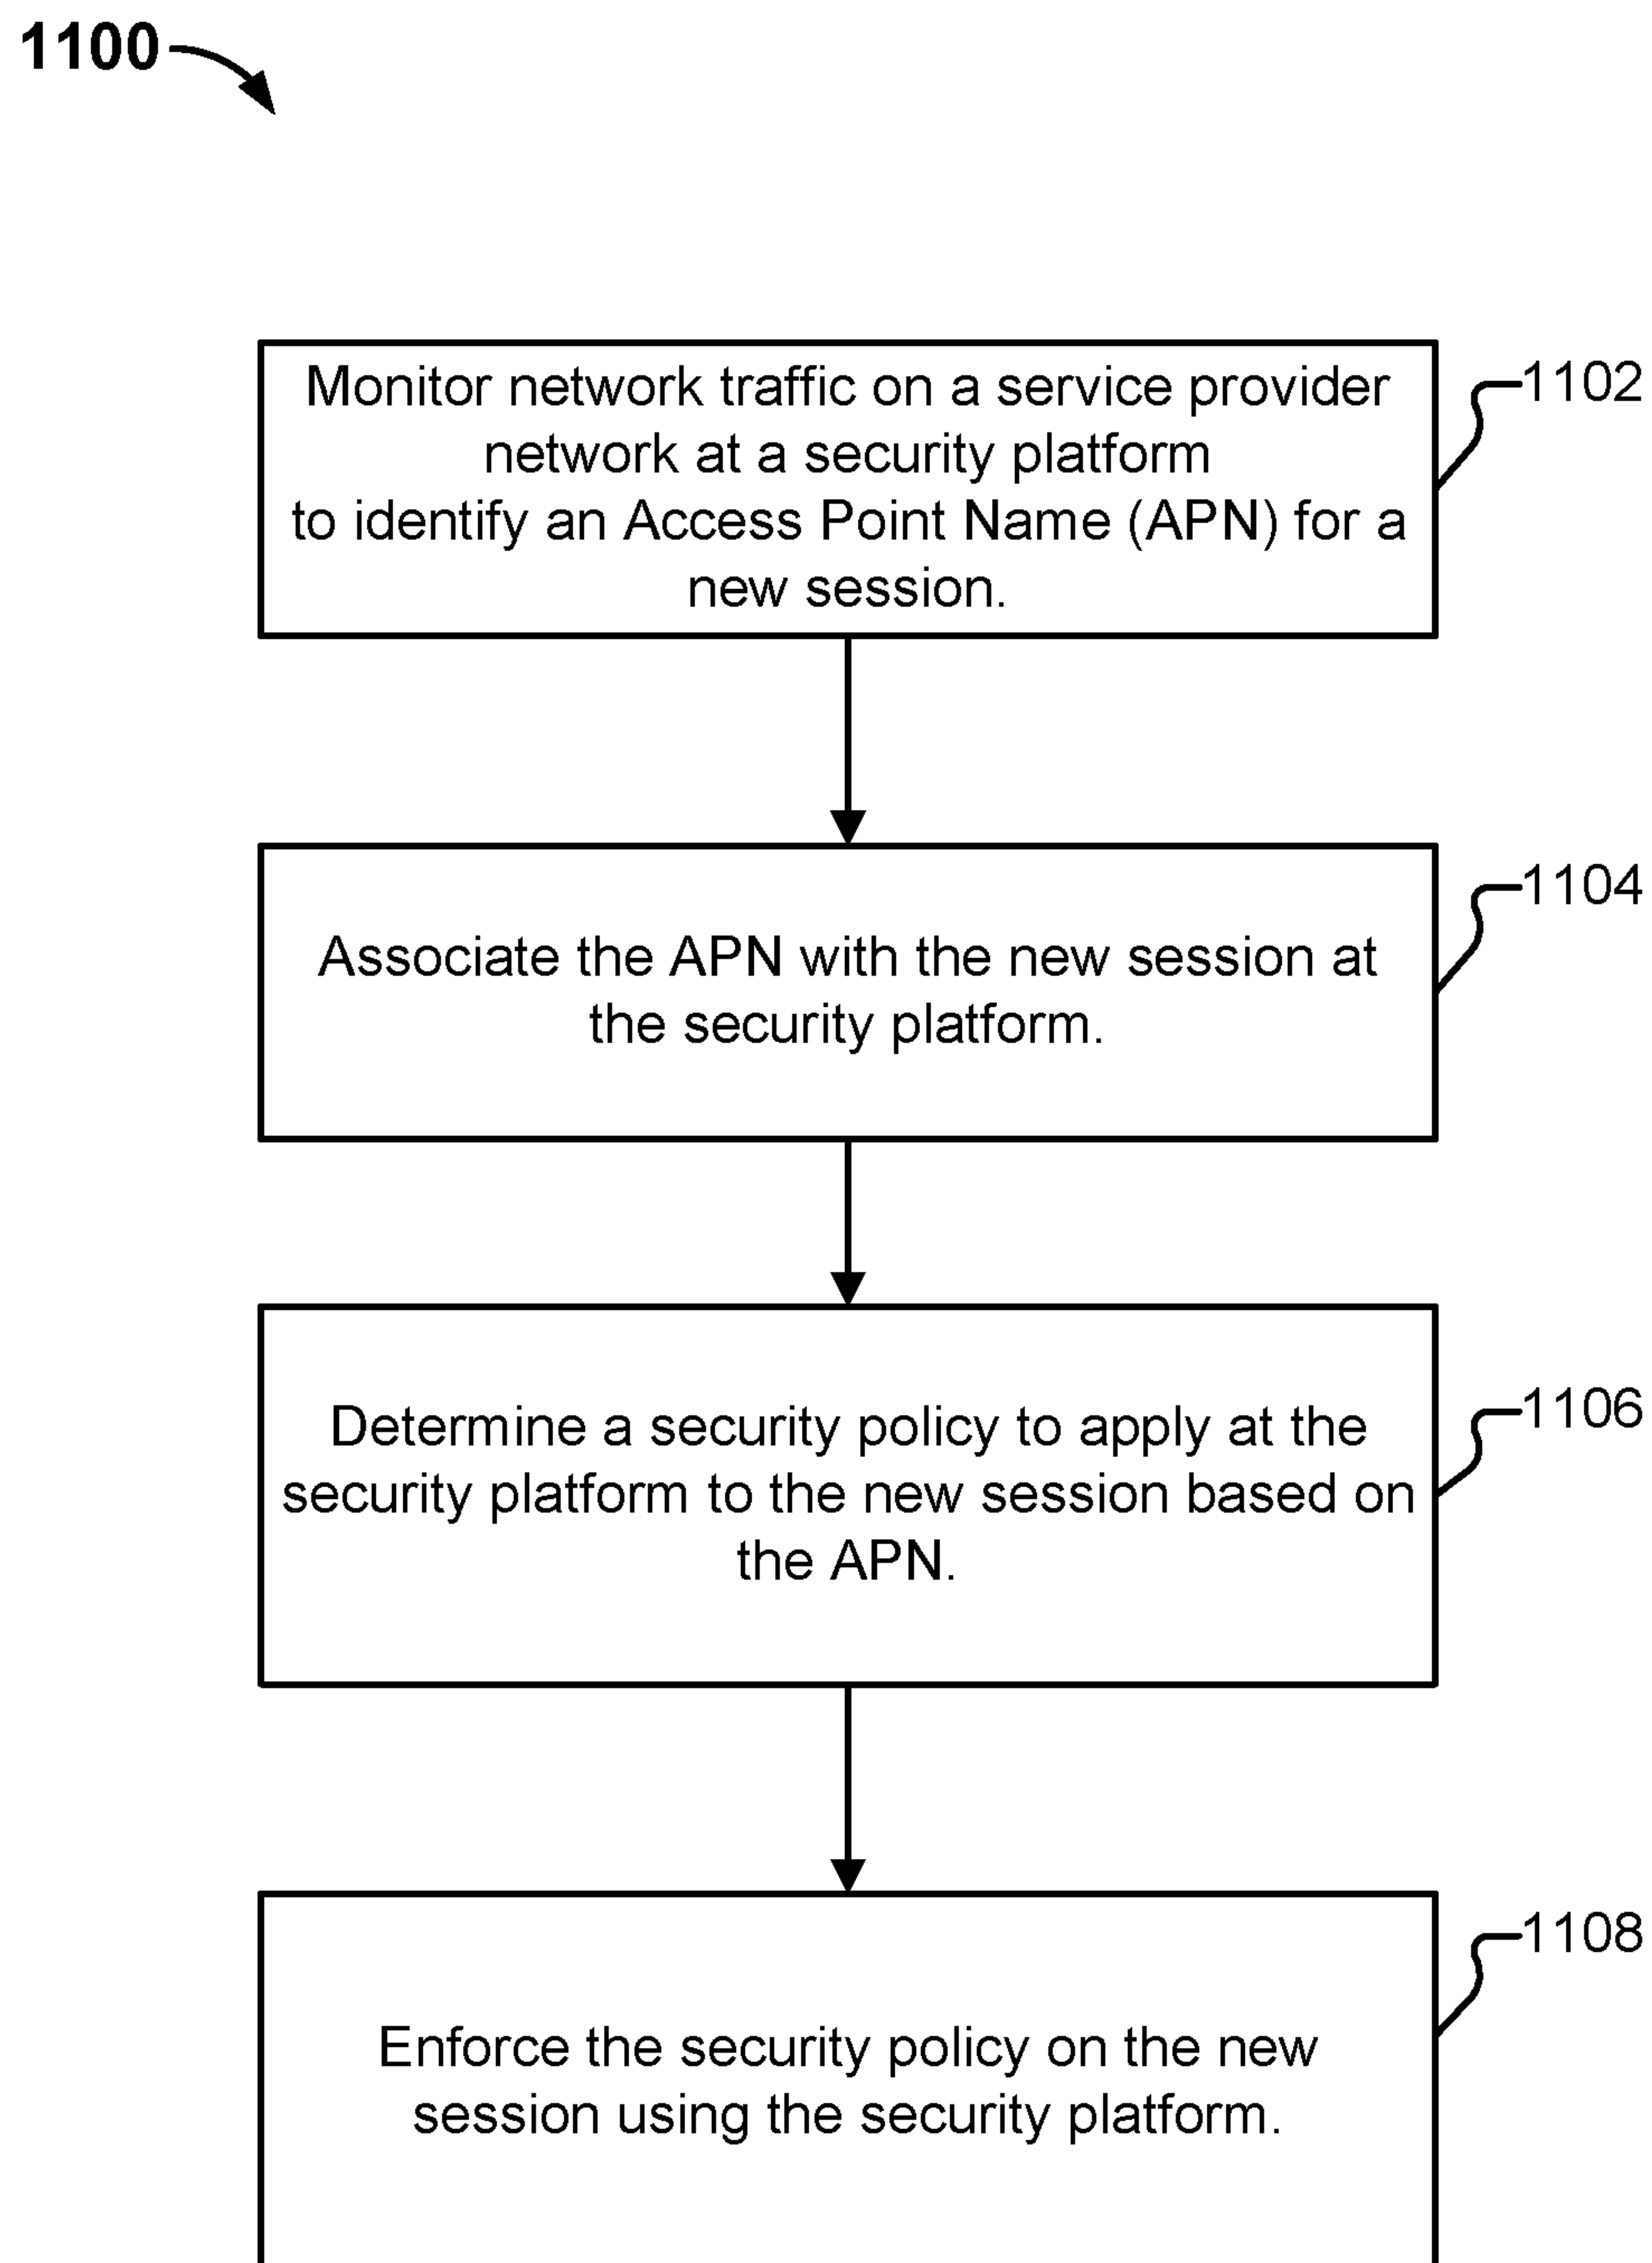 1100
Monitor network traffic on a service provider
network at a security platform
to identify an Access Point Name (APN) for a
new session.
1102
Associate the APN with the new session at
the security platform.
1104
Determine a security policy to apply at the
security platform to the new session based on
the APN.
1106
Enforce the security policy on the new
session using the security platform.
1108